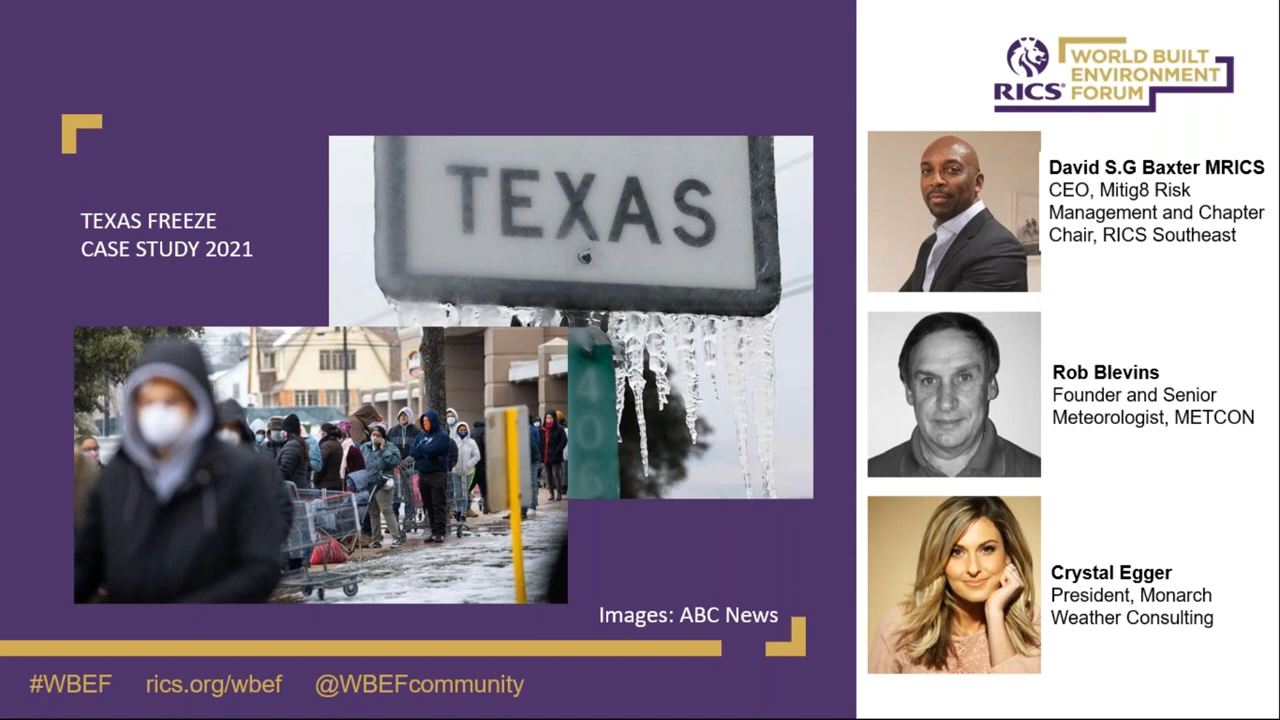 TEXAS FREEZE
CASE STUDY 2021
TEXAS
406
Images: ABC News
#WBEF rics.org/wbef @WBEFcommunity
RICS
WORLD BUILT
ENVIRONMENT
FORUM
David S.G Baxter MRICS
CEO, Mitig8 Risk
Management and Chapter
Chair, RICS Southeast
Rob Blevins
Founder and Senior
Meteorologist, METCON
Crystal Egger
President, Monarch
Weather Consulting